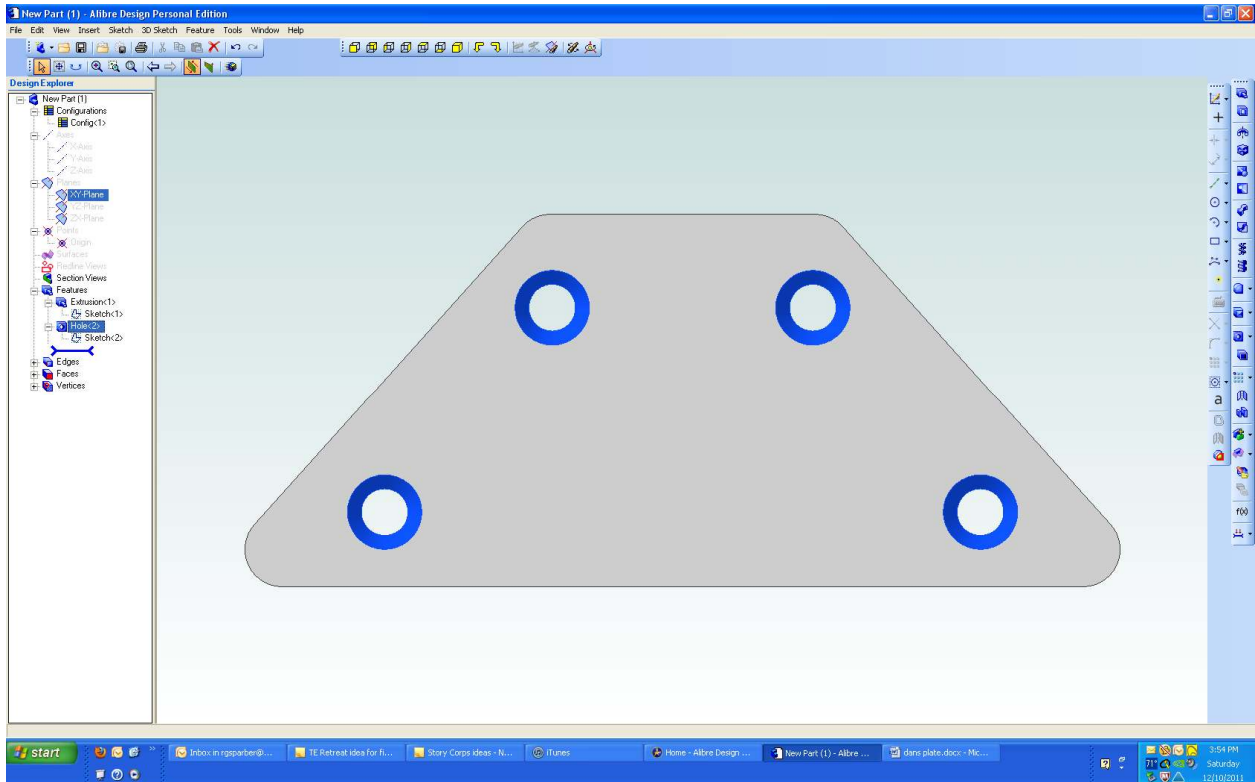 New Part (1) - Alibre Design Personal Edition
File Edit View Insert Sketch 3D Sketch Feature Tools Window Help
Design Explorer
New Part (1)
Configurations
Config<1>
Axes
X-Axis
Y-Axis
Z-Axis
Planes
XY-Plane
YZ-Plane
ZX-Plane
Points
Origin
Surfaces
Redline Views
Section Views
Features
Extrusion<1>
Sketch<1>
Hole<2>
Sketch<2>
Edges
Faces
Vertices
a
f(x)
start
Inbox in rgsparber@...
TE Retreat idea for fi...
Story Corps ideas - N...
iTunes
Home - Alibre Design ...
New Part (1) - Alibre ...
dans plate.docx - Mic...
71°
3:54 PM
Saturday
12/10/2011